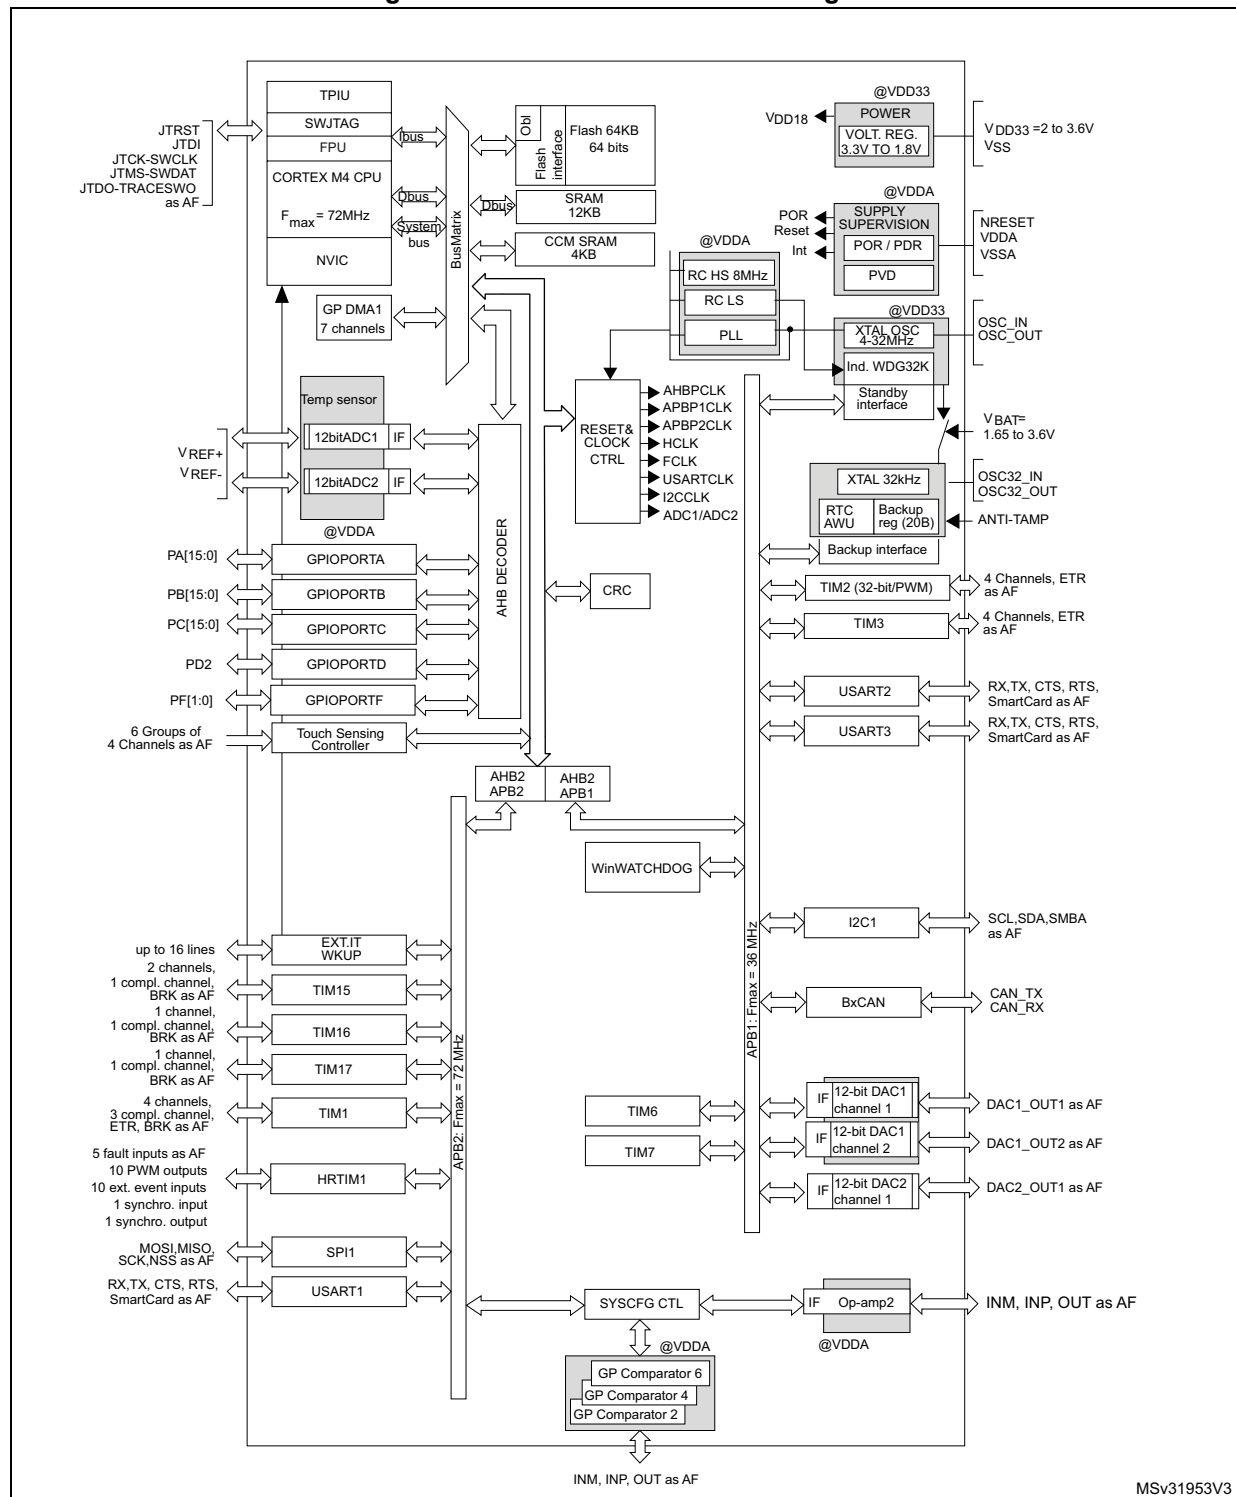 TPIU
SWJTAG
FPU
CORTEX M4 CPU
Fmax = 72MHz
NVIC
JTRST
JTDI
JTCK-SWCLK
JTMS-SWDAT
JTDO-TRACESWO
as AF
Ibus
Dbus
System
bus
BusMatrix
Obl
Flash
interface
Flash 64KB
64 bits
Dbus
SRAM
12KB
CCM SRAM
4KB
GP DMA1
7 channels
@VDD33
POWER
VOLT. REG.
3.3V TO 1.8V
VDD18
VDD33 =2 to 3.6V
VSS
@VDDA
SUPPLY
SUPERVISION
POR / PDR
PVD
POR
Reset
Int
NRESET
VDDA
VSSA
@VDDA
RC HS 8MHz
RC LS
PLL
@VDD33
XTAL OSC
4-32MHz
Ind. WDG32K
Standby
interface
OSC_IN
OSC_OUT
VBAT=
1.65 to 3.6V
XTAL 32kHz
RTC
AWU
Backup
reg (20B)
Backup interface
OSC32_IN
OSC32_OUT
ANTI-TAMP
RESET&
CLOCK
CTRL
AHBPCLK
APBP1CLK
APBP2CLK
HCLK
FCLK
USARTCLK
I2CCLK
ADC1/ADC2
Temp sensor
VREF+
VREF-
12bitADC1
IF
12bitADC2
IF
@VDDA
AHB DECODER
PA[15:0]
GPIOPORTA
PB[15:0]
GPIOPORTB
PC[15:0]
GPIOPORTC
PD2
GPIOPORTD
PF[1:0]
GPIOPORTF
6 Groups of
4 Channels as AF
Touch Sensing
Controller
CRC
AHB2
APB2
AHB2
APB1
WinWATCHDOG
APB1: Fmax = 36 MHz
TIM2 (32-bit/PWM)
4 Channels, ETR
as AF
TIM3
4 Channels, ETR
as AF
USART2
RX,TX, CTS, RTS,
SmartCard as AF
USART3
RX,TX, CTS, RTS,
SmartCard as AF
I2C1
SCL,SDA,SMBA
as AF
BxCAN
CAN_TX
CAN_RX
TIM6
TIM7
IF
12-bit DAC1
channel 1
DAC1_OUT1 as AF
IF
12-bit DAC1
channel 2
DAC1_OUT2 as AF
IF
12-bit DAC2
channel 1
DAC2_OUT1 as AF
APB2: Fmax = 72 MHz
up to 16 lines
EXT.IT
WKUP
2 channels,
1 compl. channel,
BRK as AF
TIM15
1 channel,
1 compl. channel,
BRK as AF
TIM16
1 channel,
1 compl. channel,
BRK as AF
TIM17
4 channels,
3 compl. channel,
ETR, BRK as AF
TIM1
5 fault inputs as AF
10 PWM outputs
10 ext. event inputs
1 synchro. input
1 synchro. output
HRTIM1
MOSI,MISO,
SCK,NSS as AF
SPI1
RX,TX, CTS, RTS,
SmartCard as AF
USART1
SYSCFG CTL
IF
Op-amp2
@VDDA
INM, INP, OUT as AF
@VDDA
GP Comparator 6
GP Comparator 4
GP Comparator 2
INM, INP, OUT as AF
MSv31953V3